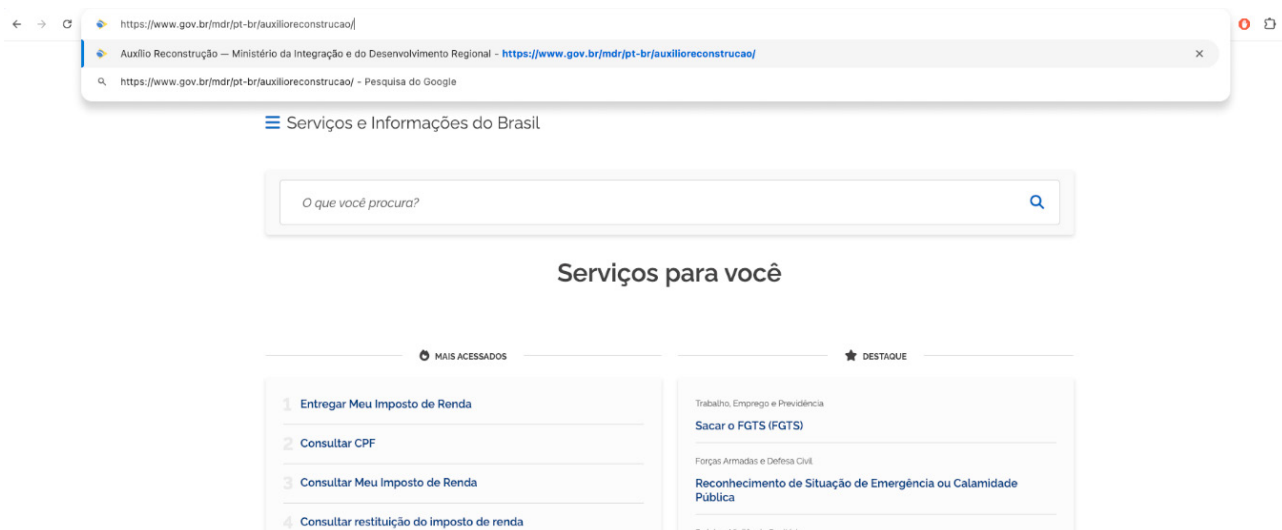 https://www.gov.br/mdr/pt-br/auxilioreconstrucao/
Auxílio Reconstrução — Ministério da Integração e do Desenvolvimento Regional - https://www.gov.br/mdr/pt-br/auxilioreconstrucao/
https://www.gov.br/mdr/pt-br/auxilioreconstrucao/ - Pesquisa do Google
Serviços e Informações do Brasil
O que você procura?
Serviços para você
MAIS ACESSADOS
1 Entregar Meu Imposto de Renda
2 Consultar CPF
3 Consultar Meu Imposto de Renda
4 Consultar restituição do imposto de renda
DESTAQUE
Trabalho, Emprego e Previdência
Sacar o FGTS (FGTS)
Forças Armadas e Defesa Civil
Reconhecimento de Situação de Emergência ou Calamidade
Pública